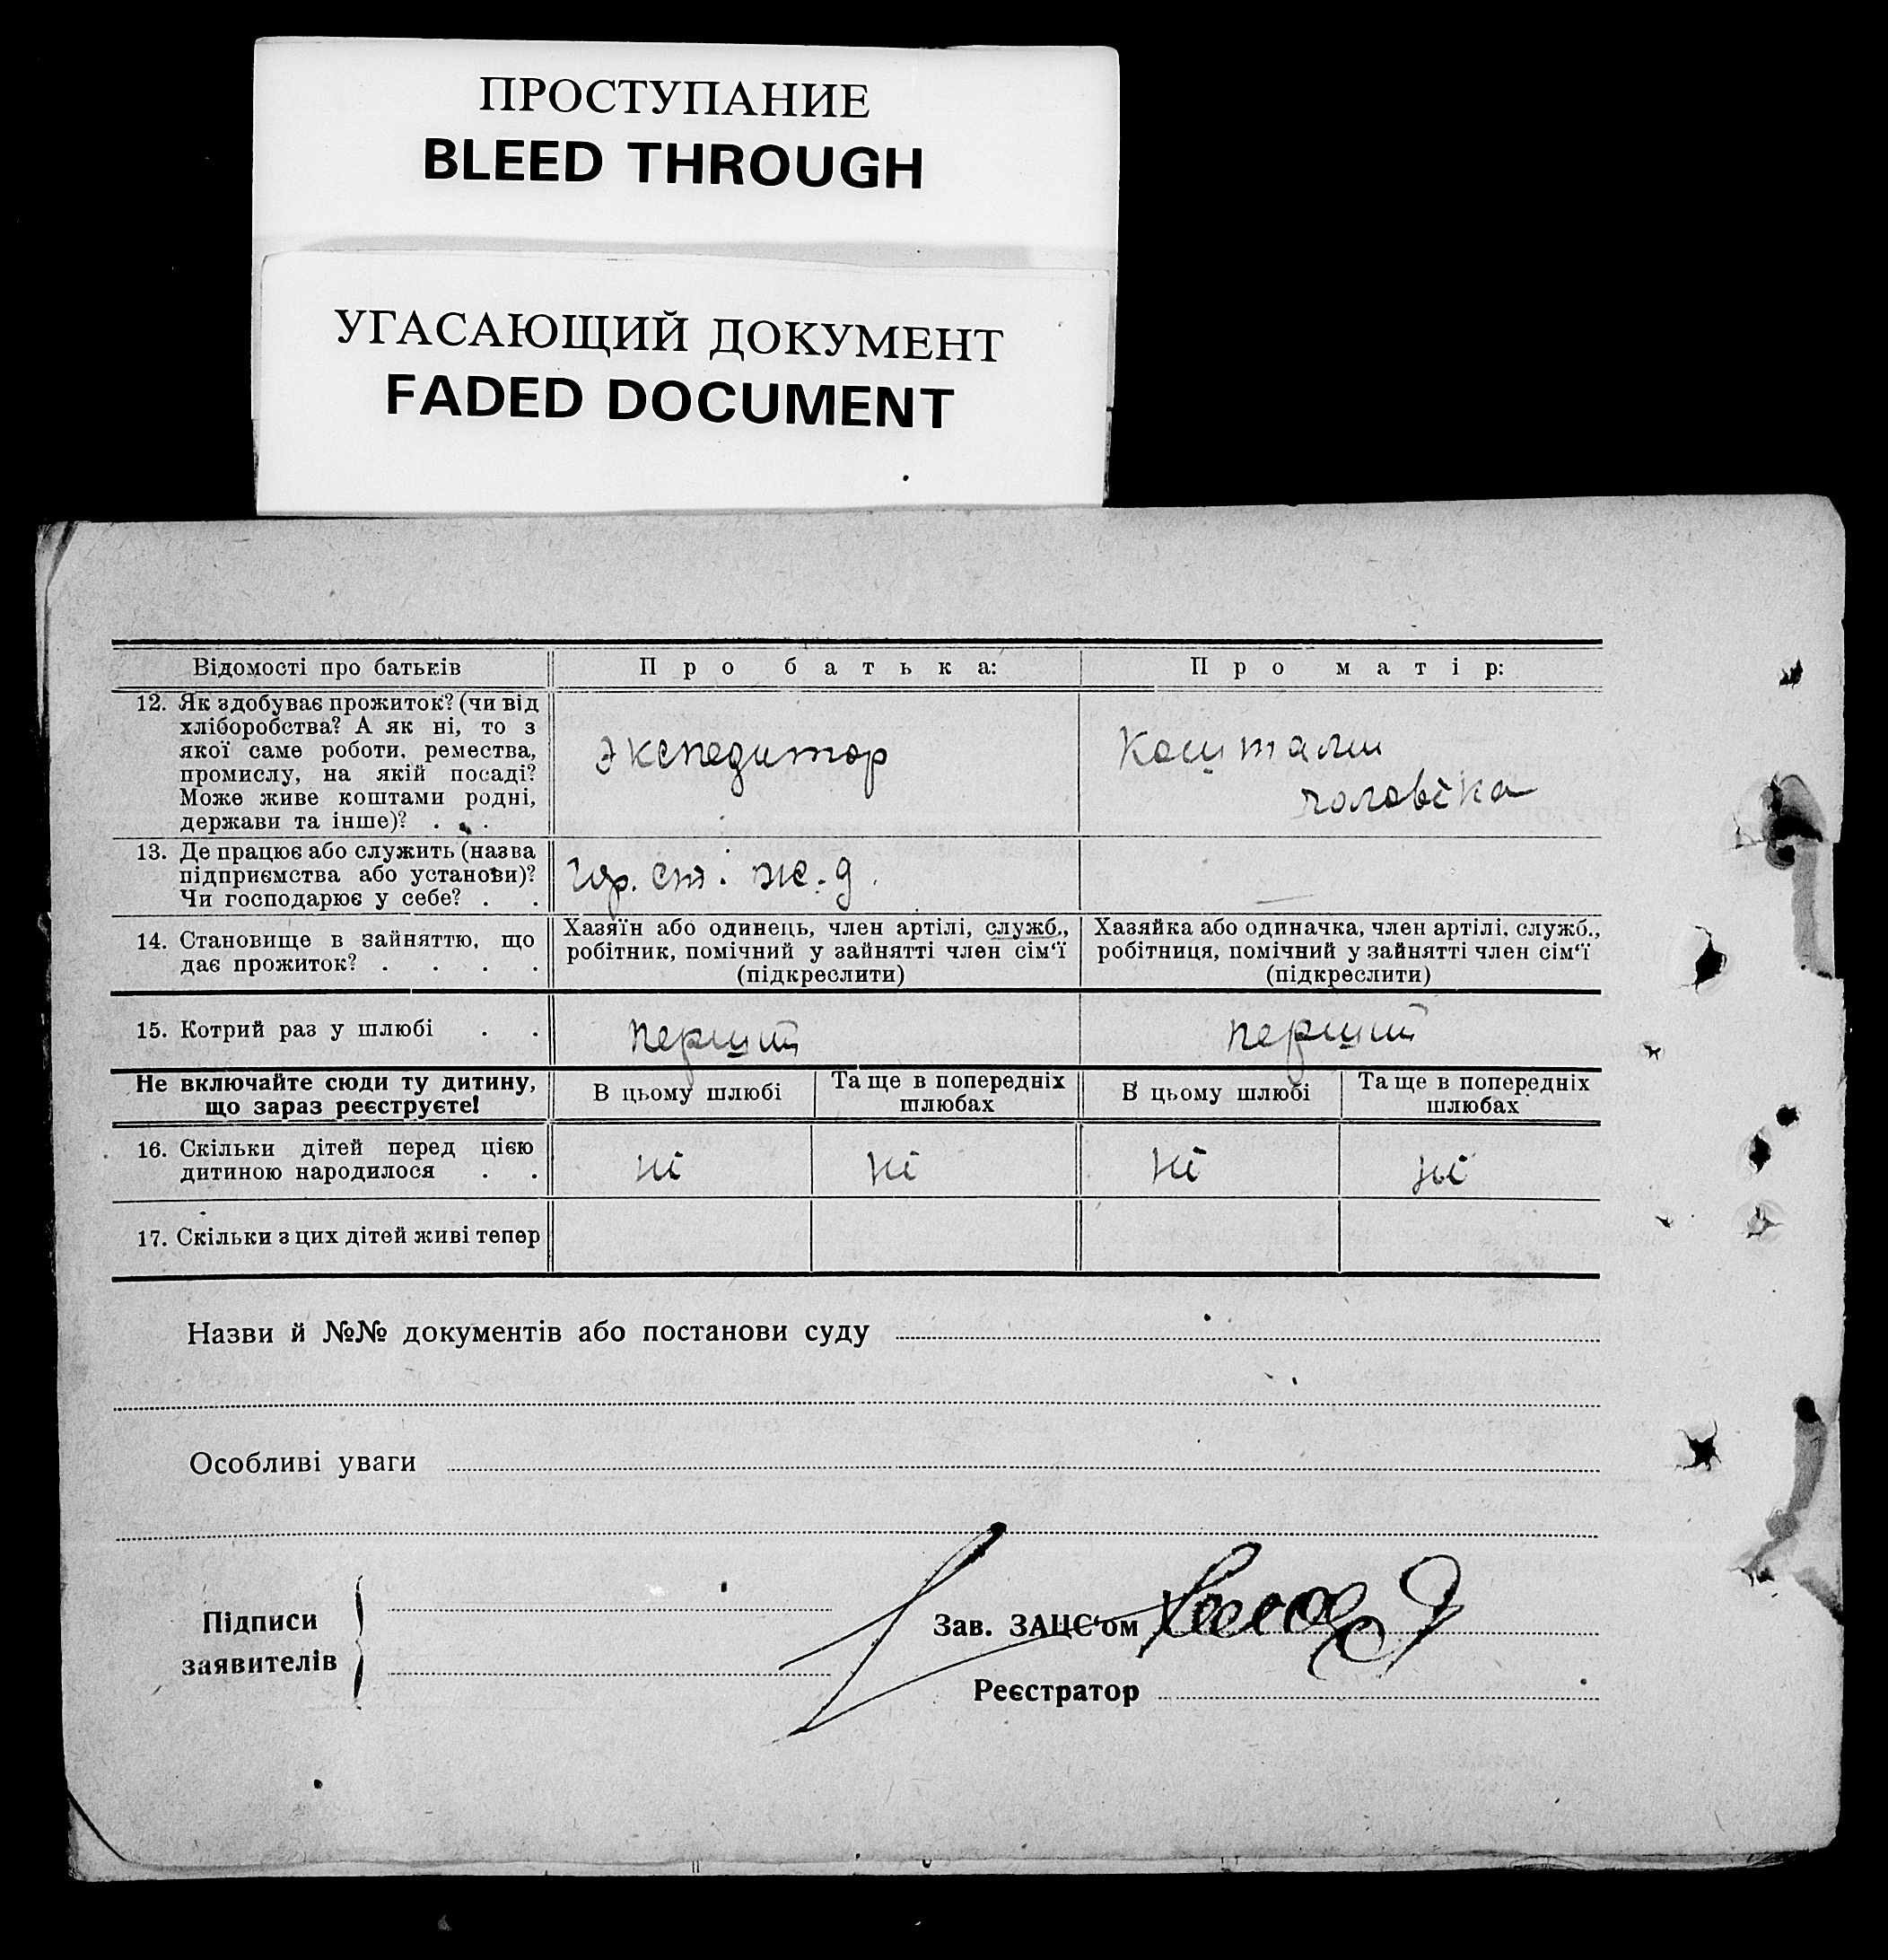 ПРОСТУПАНИЕ
BLEED THROUGH
УГАСАЮЩИЙ ДОКУМЕНТ
FADED DOCUMENT
Відомості про батьків
Про батька:
Про матір:
12. Як здобуває прожиток? (чи від
хліборобства? А як ні, то з
якої саме роботи, ремества,
промислу, на якій посаді?
Може живе коштами родні,
держави та інше)? . . .
экспедитор
Коштами
чоловіка
13. Де працює або служить (назва
підприємства або установи)?
Чи господарює у себе? . .
ст. ж.д.
—
14. Становище в зайняттю, що
дає прожиток? . . . .
Хазяїн або одинець, член артілі, служб.,
робітник, помічний у зайнятті член сім‘ї
(підкреслити)
Хазяйка або одиначка, член артілі, служб.,
робітниця, помічний у зайнятті член сім‘ї
(підкреслити)
15. Котрий раз у шлюбі . .
перший
перший
Не включайте сюди ту дитину,
що зараз реєструєте!
В цьому шлюбі
Та ще в попередніх
шлюбах
В цьому шлюбі
Та ще в попередніх
шлюбах
16. Скільки дітей перед цією
дитиною народилося . .
ні
ні
ні
ні
17. Скільки з цих дітей живі тепер
Назви й №№ документів або постанови суду
Особливі уваги
Підписи
заявителів
Зав. ЗАЦС‘ом
Реєстратор